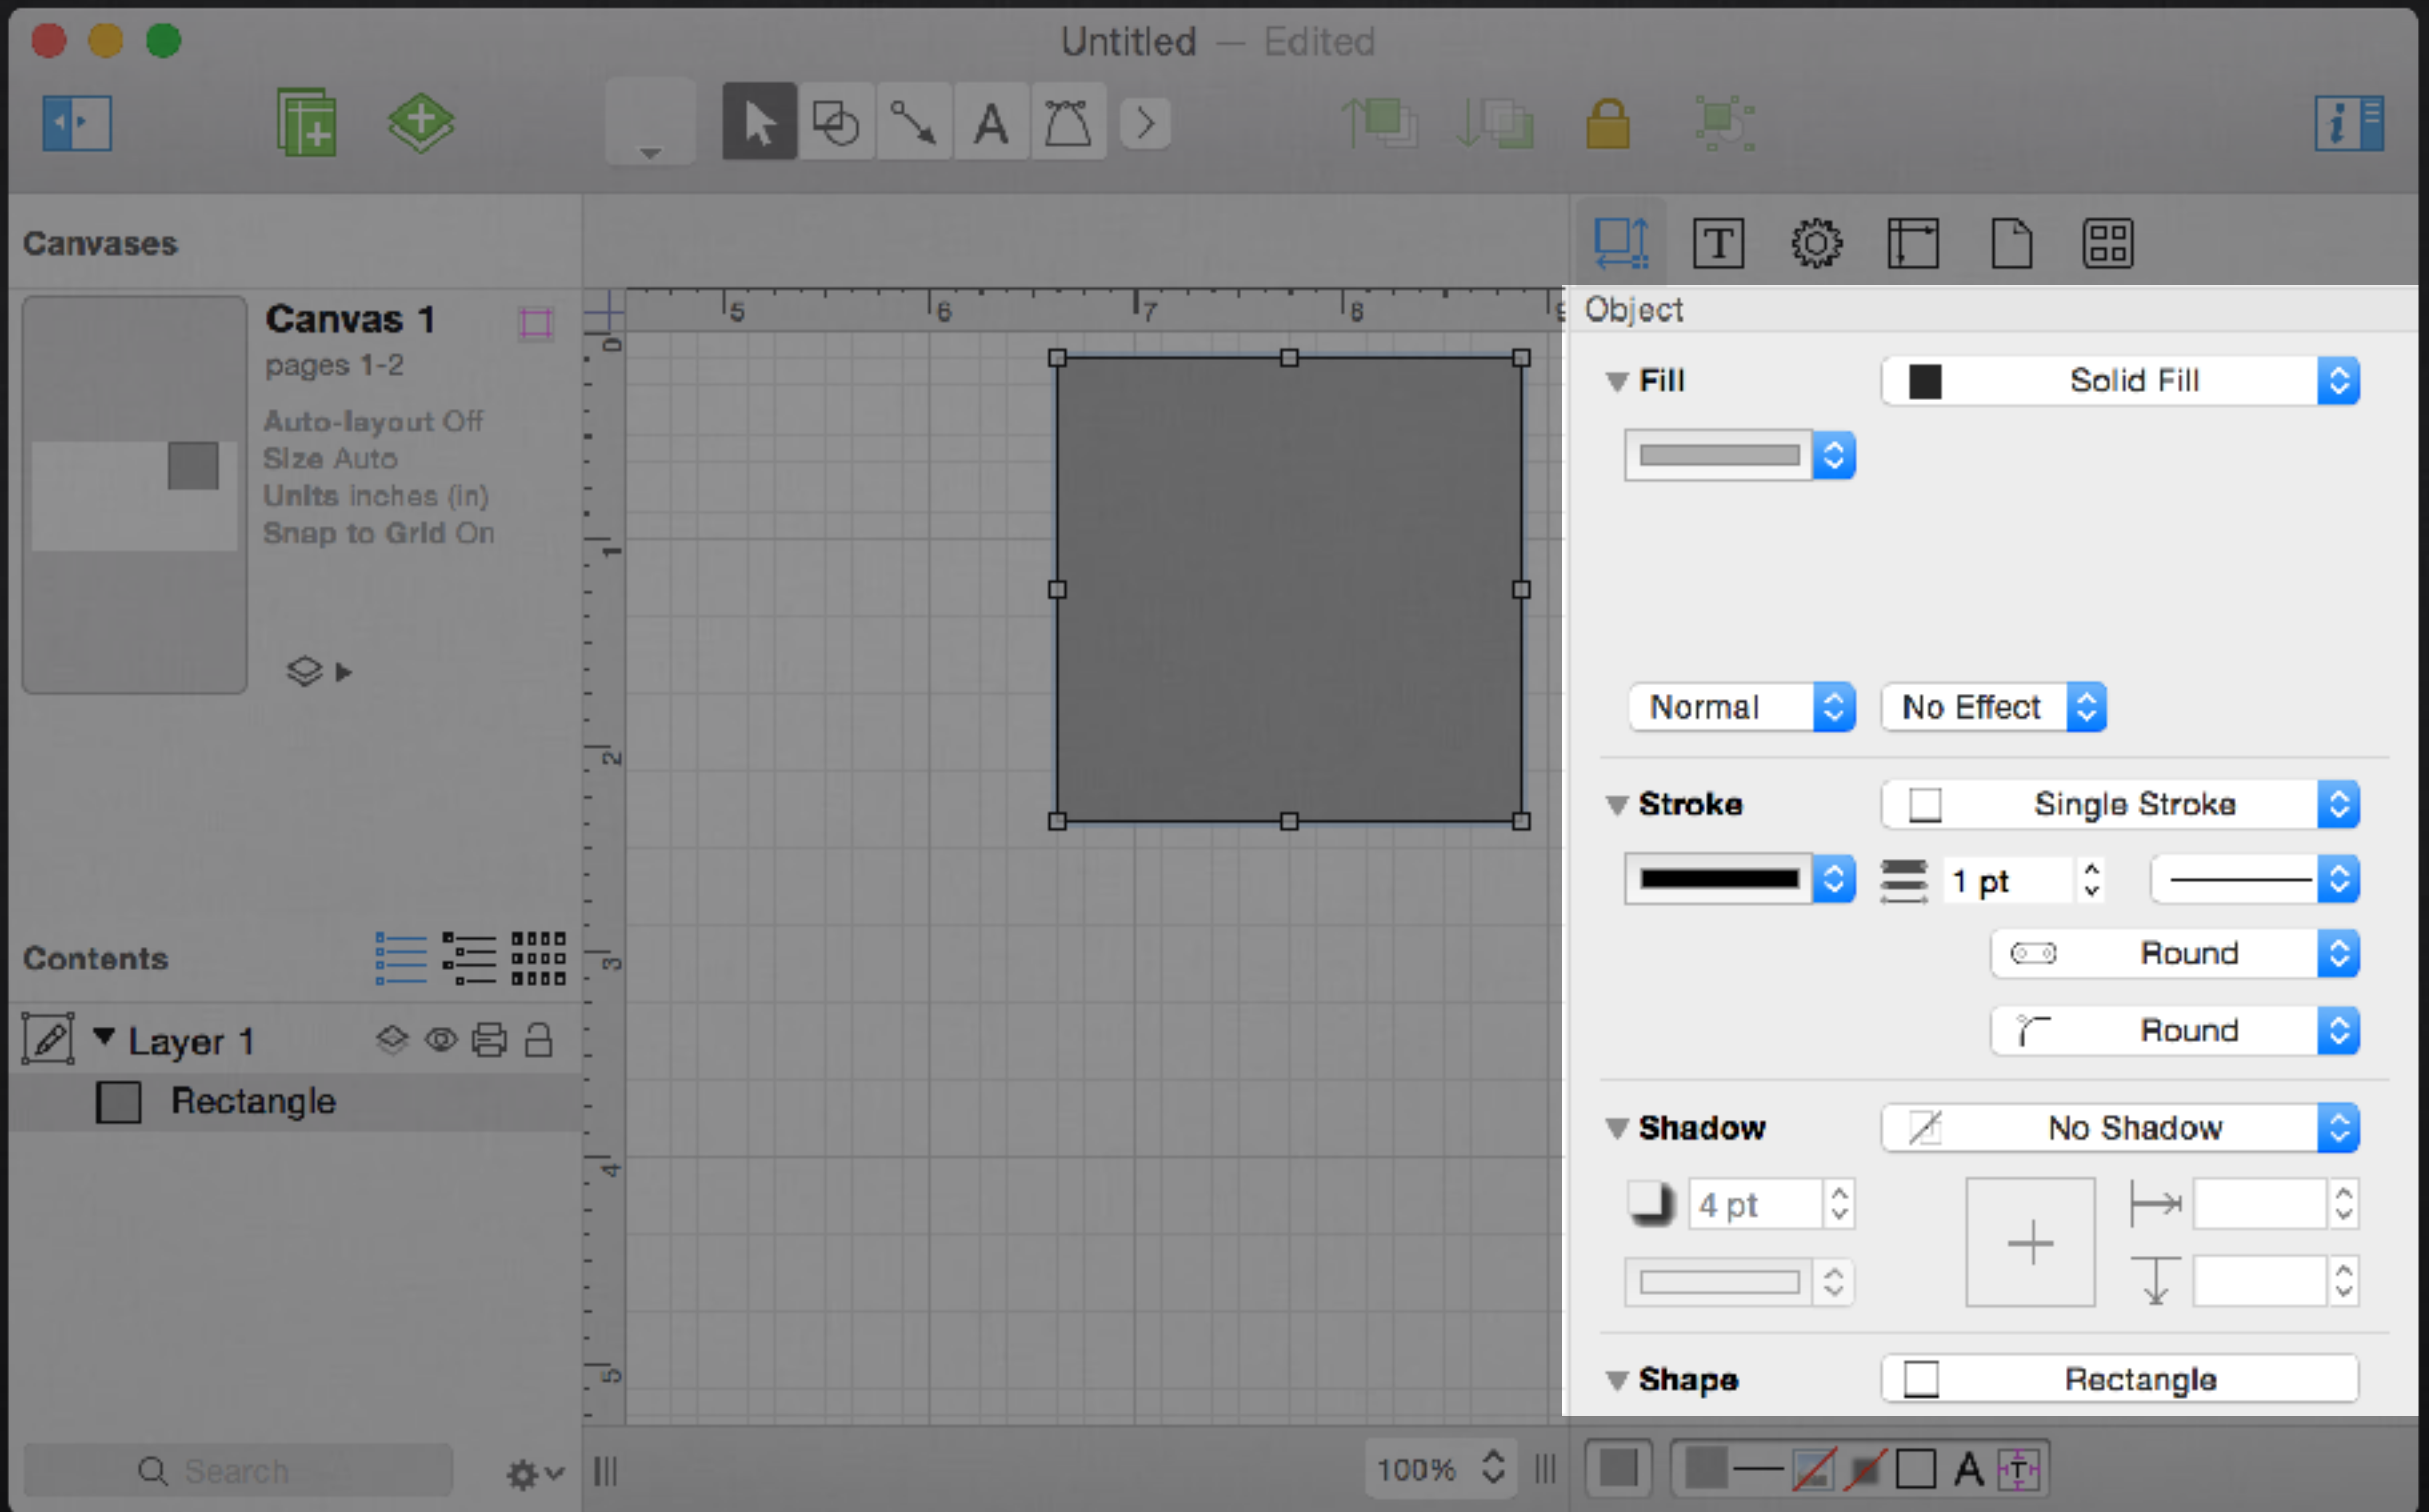 Untitled — Edited
A
Canvases
T
Canvas 1
pages 1-2
Auto-layout Off
Size Auto
Units inches (in)
Snap to Grid On
5 6 7 8
0
1
2
3
4
5
Object
Fill
Solid Fill
Normal
No Effect
Stroke
Single Stroke
1 pt
Round
Round
Shadow
No Shadow
4 pt
Shape
Rectangle
Contents
Layer 1
Rectangle
Search
100%
A
T